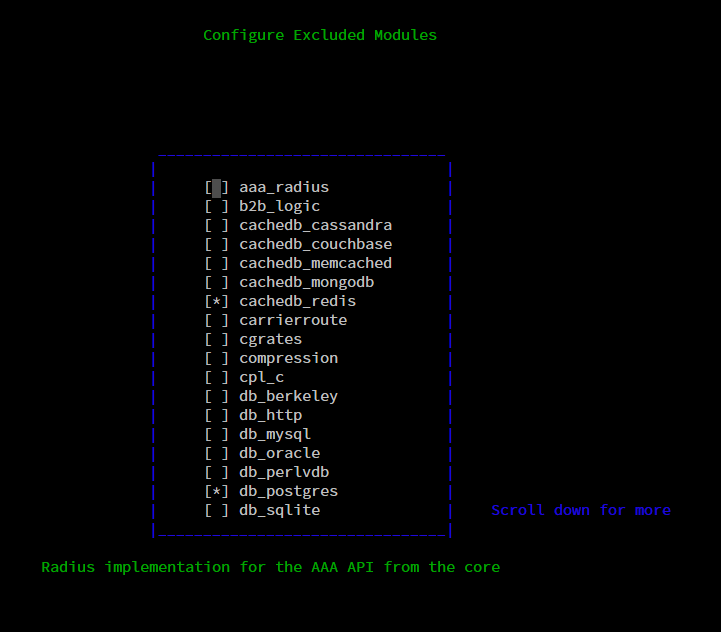 Configure Excluded Modules
[ ] aaa_radius
[ ] b2b_logic
[ ] cachedb_cassandra
[ ] cachedb_couchbase
[ ] cachedb_memcached
[ ] cachedb_mongodb
[*] cachedb_redis
[ ] carrierroute
[ ] cgrates
[ ] compression
[ ] cpl_c
[ ] db_berkeley
[ ] db_http
[ ] db_mysql
[ ] db_oracle
[ ] db_perlvdb
[*] db_postgres
[ ] db_sqlite
Scroll down for more
Radius implementation for the AAA API from the core